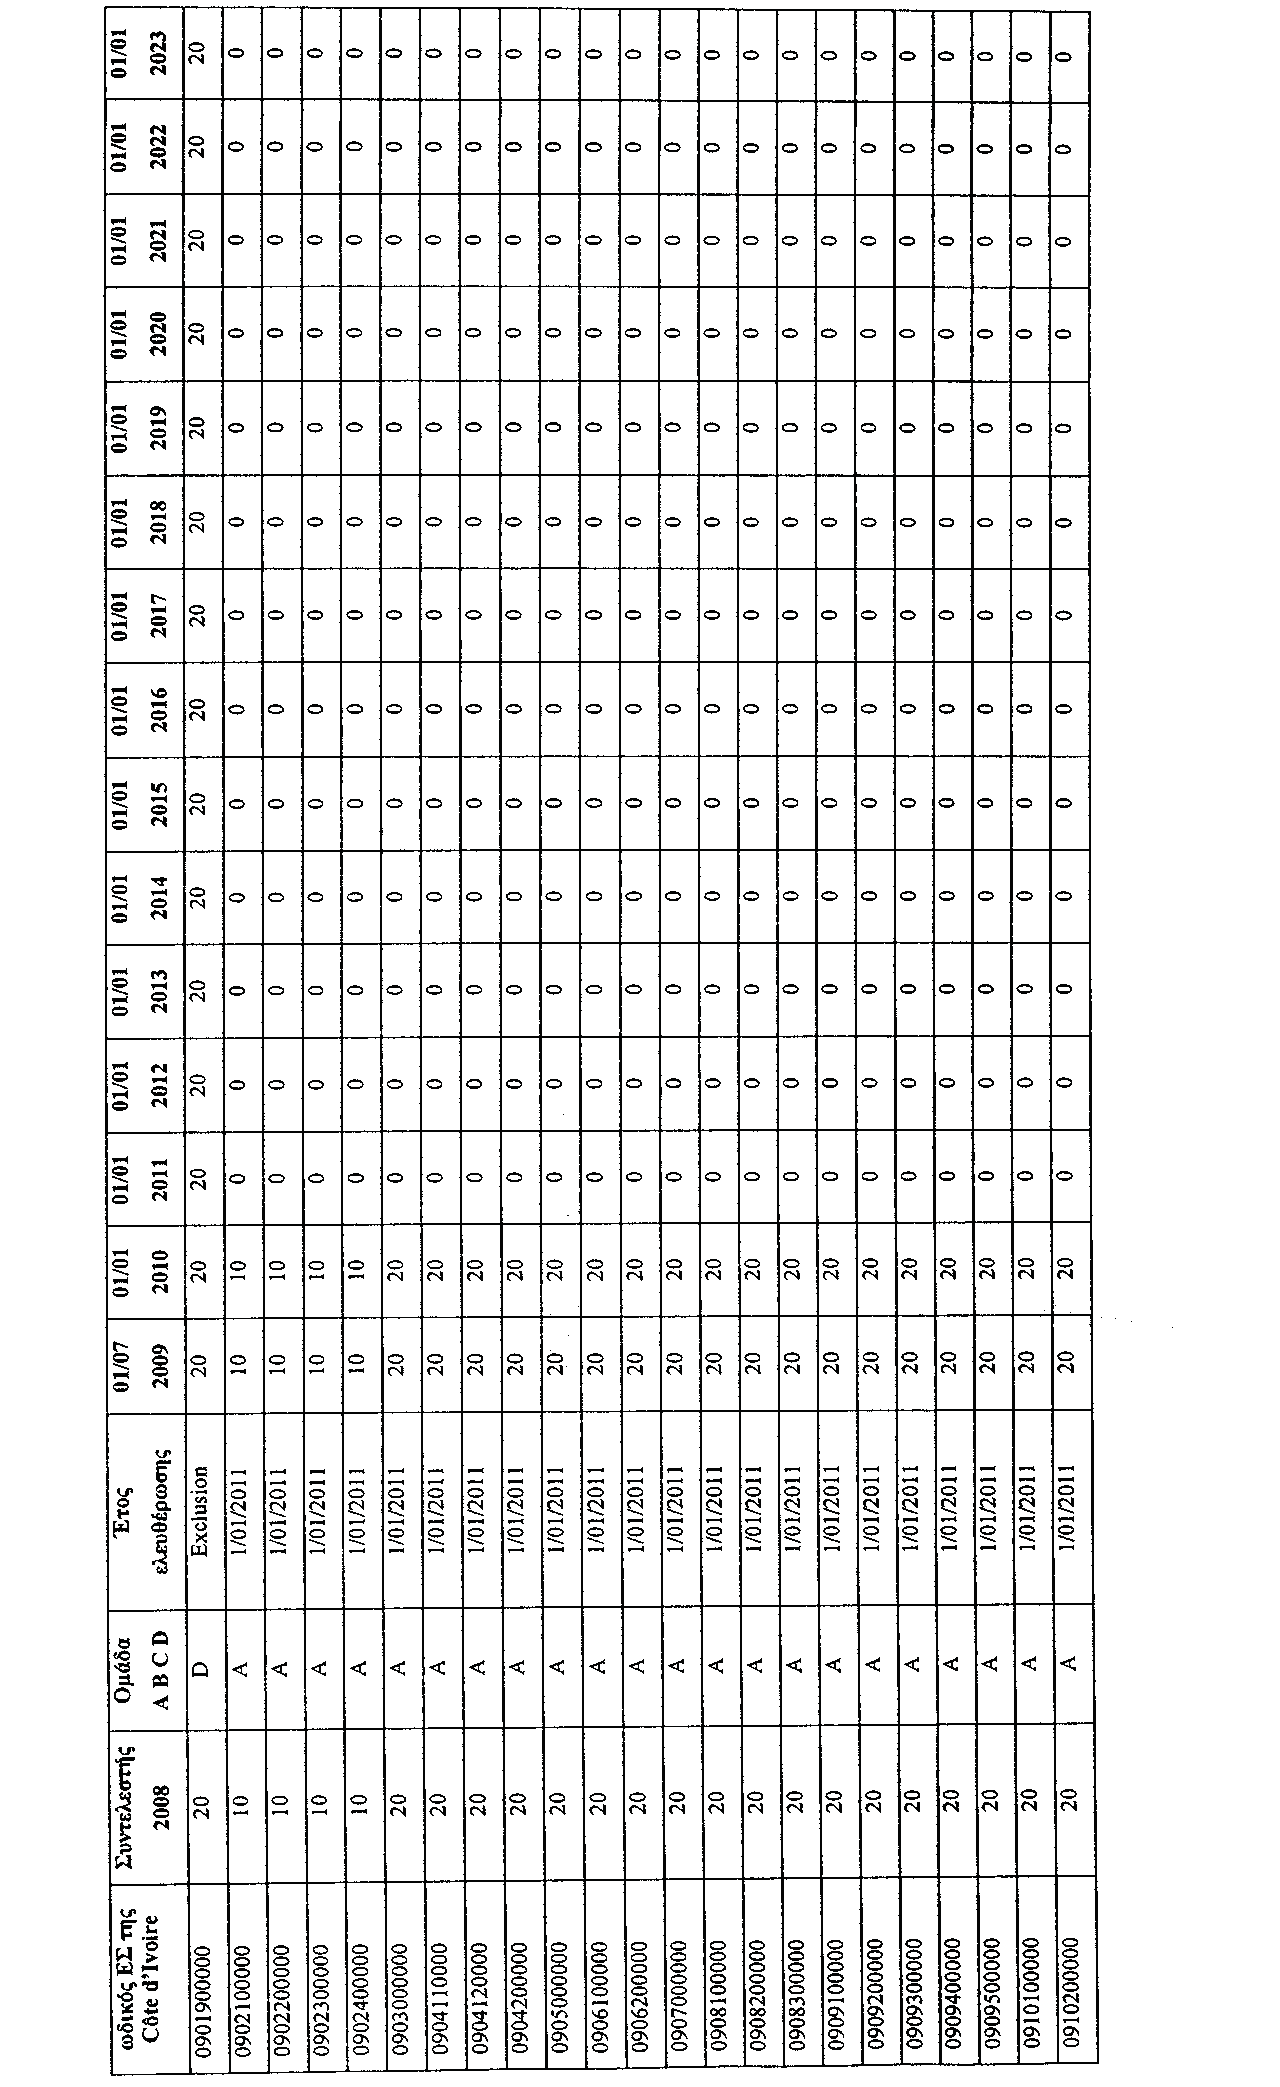 ωδικός ΕΣ της Côte d'Ivoire Συντελεστής 2008 Ομάδα A B C D Έτος ελευθέρωσης 01/07 2009 01/01 2010 01/01 2011 01/01 2012 01/01 2013 01/01 2014 01/01 2015 01/01 2016 01/01 2017 01/01 2018 01/01 2019 01/01 2020 01/01 2021 01/01 2022 01/01 2023
0901900000 20 D Exclusion 20 20 20 20 20 20 20 20 20 20 20 20 20 20 20
0902100000 10 A 1/01/2011 10 10 0 0 0 0 0 0 0 0 0 0 0 0 0
0902200000 10 A 1/01/2011 10 10 0 0 0 0 0 0 0 0 0 0 0 0 0
0902300000 10 A 1/01/2011 10 10 0 0 0 0 0 0 0 0 0 0 0 0 0
0902400000 10 A 1/01/2011 10 10 0 0 0 0 0 0 0 0 0 0 0 0 0
0903000000 20 A 1/01/2011 20 20 0 0 0 0 0 0 0 0 0 0 0 0 0
0904110000 20 A 1/01/2011 20 20 0 0 0 0 0 0 0 0 0 0 0 0 0
0904120000 20 A 1/01/2011 20 20 0 0 0 0 0 0 0 0 0 0 0 0 0
0904200000 20 A 1/01/2011 20 20 0 0 0 0 0 0 0 0 0 0 0 0 0
0905000000 20 A 1/01/2011 20 20 0 0 0 0 0 0 0 0 0 0 0 0 0
0906100000 20 A 1/01/2011 20 20 0 0 0 0 0 0 0 0 0 0 0 0 0
0906200000 20 A 1/01/2011 20 20 0 0 0 0 0 0 0 0 0 0 0 0 0
0907000000 20 A 1/01/2011 20 20 0 0 0 0 0 0 0 0 0 0 0 0 0
0908100000 20 A 1/01/2011 20 20 0 0 0 0 0 0 0 0 0 0 0 0 0
0908200000 20 A 1/01/2011 20 20 0 0 0 0 0 0 0 0 0 0 0 0 0
0908300000 20 A 1/01/2011 20 20 0 0 0 0 0 0 0 0 0 0 0 0 0
0909100000 20 A 1/01/2011 20 20 0 0 0 0 0 0 0 0 0 0 0 0 0
0909200000 20 A 1/01/2011 20 20 0 0 0 0 0 0 0 0 0 0 0 0 0
0909300000 20 A 1/01/2011 20 20 0 0 0 0 0 0 0 0 0 0 0 0 0
0909400000 20 A 1/01/2011 20 20 0 0 0 0 0 0 0 0 0 0 0 0 0
0909500000 20 A 1/01/2011 20 20 0 0 0 0 0 0 0 0 0 0 0 0 0
0910100000 20 A 1/01/2011 20 20 0 0 0 0 0 0 0 0 0 0 0 0 0
0910200000 20 A 1/01/2011 20 20 0 0 0 0 0 0 0 0 0 0 0 0 0